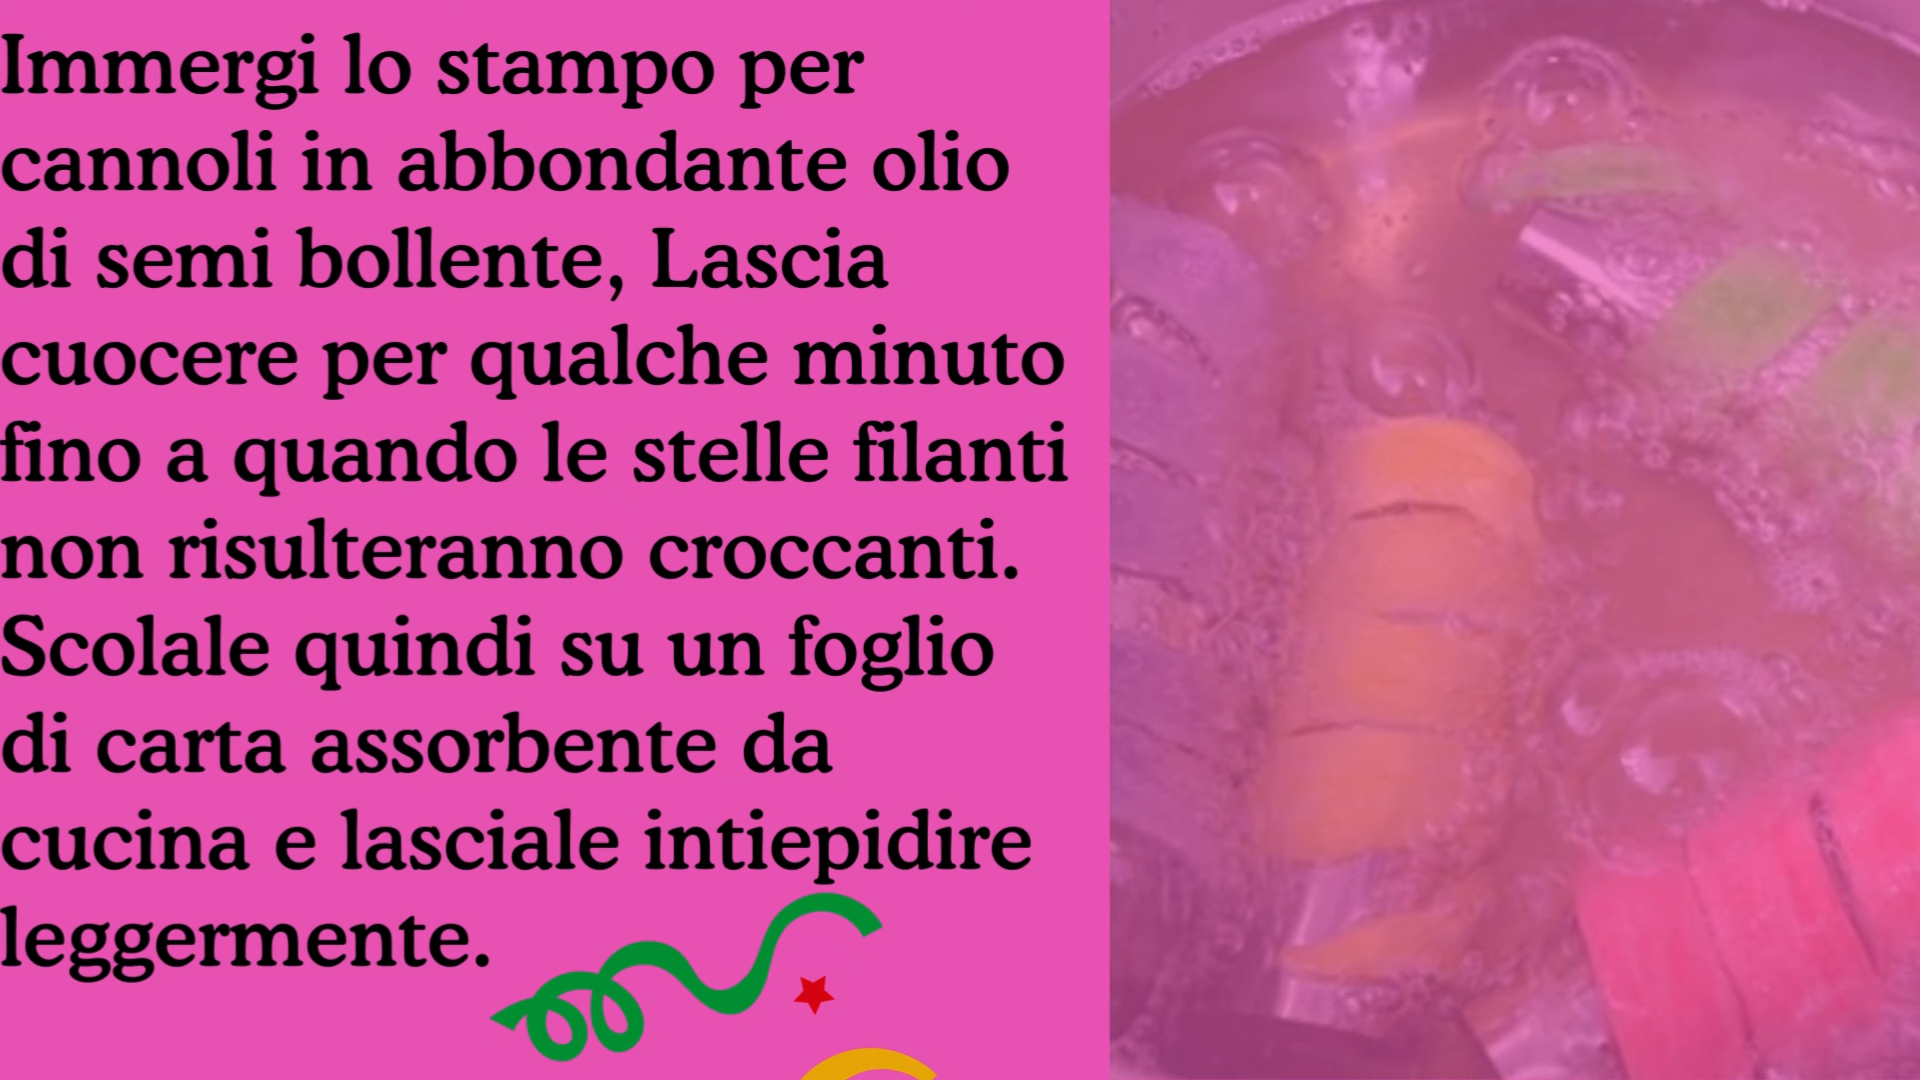 Immergi lo stampo per
cannoli in abbondante olio
di semi bollente, Lascia
cuocere per qualche minuto
fino a quando le stelle filanti
non risulteranno croccanti.
Scolale quindi su un foglio
di carta assorbente da
cucina e lasciale intiepidire
leggermente.